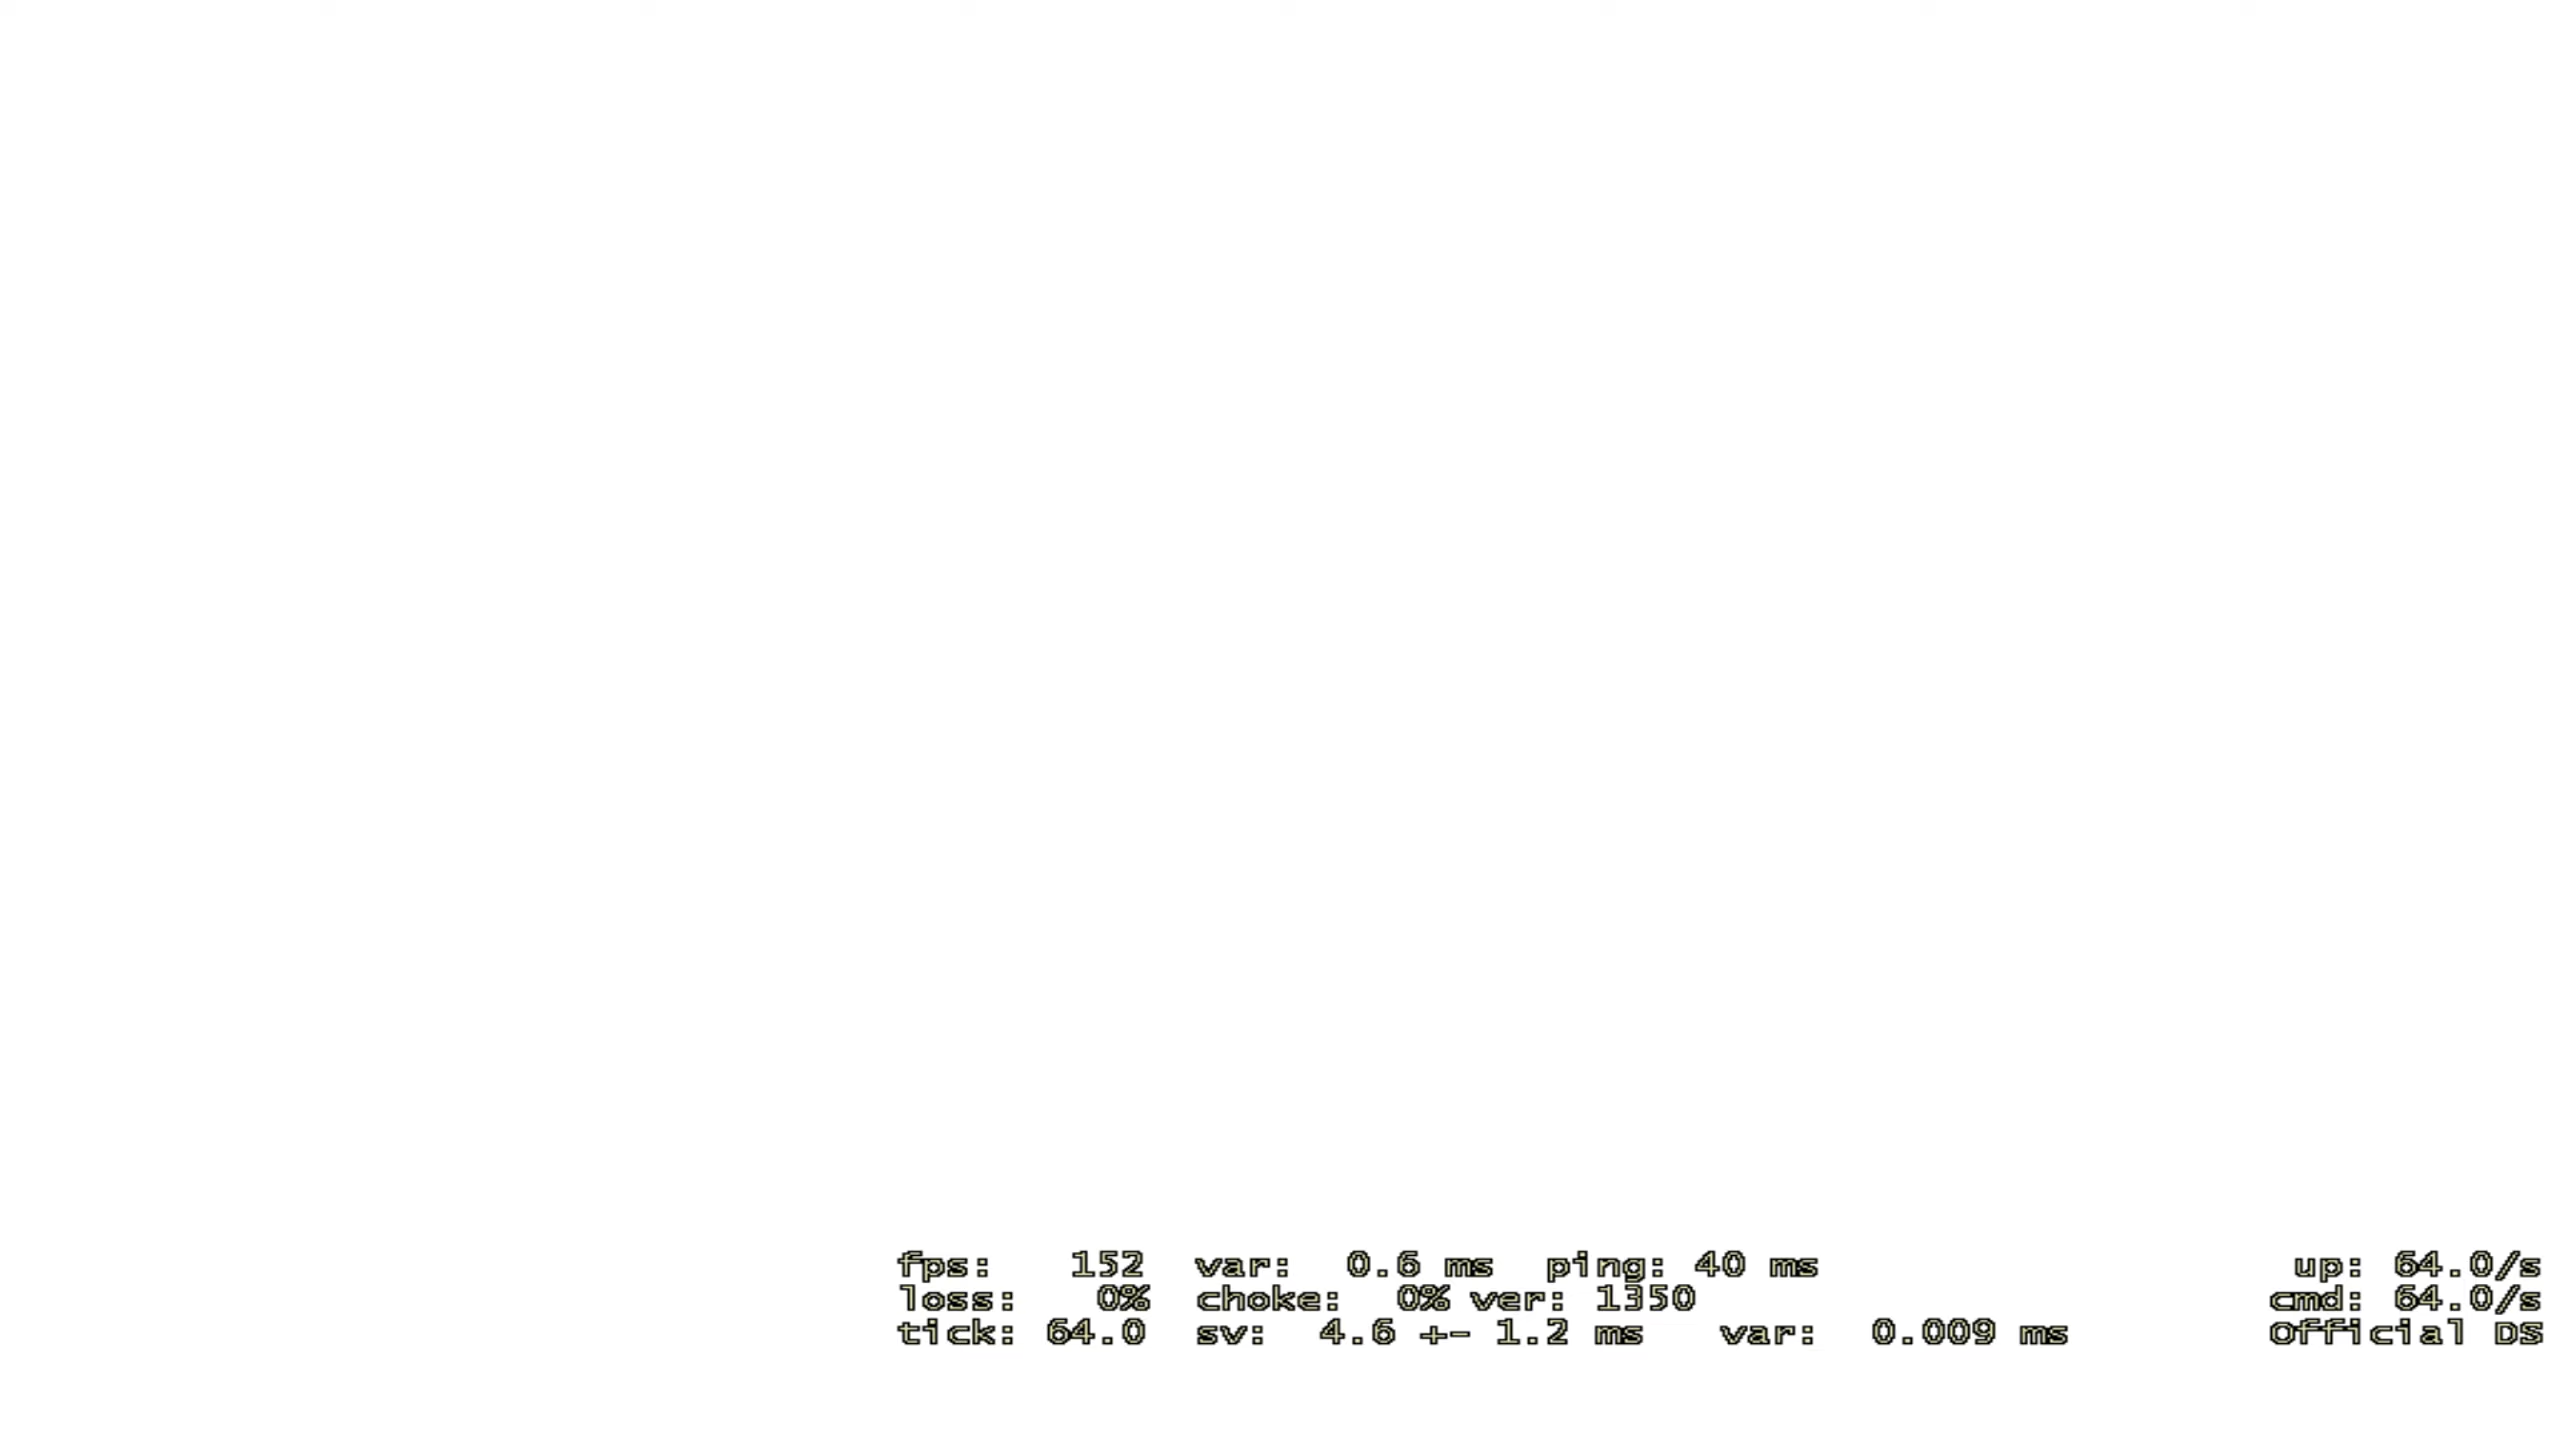 fps: 152 var: 0.6 ms ping: 40 ms up: 64.0/s
loss: 0% choke: 0% ver: 1350 cmd: 64.0/s
tick: 64.0 sv: 4.6 +- 1.2 ms var: 0.009 ms Official DS